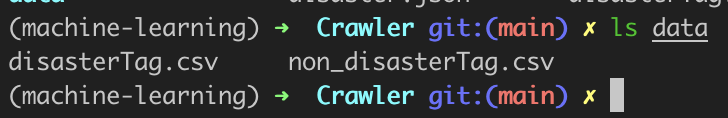 (machine-learning) ➜ Crawler git:(main) ✗ ls data
disasterTag.csv non_disasterTag.csv
(machine-learning) ➜ Crawler git:(main) ✗